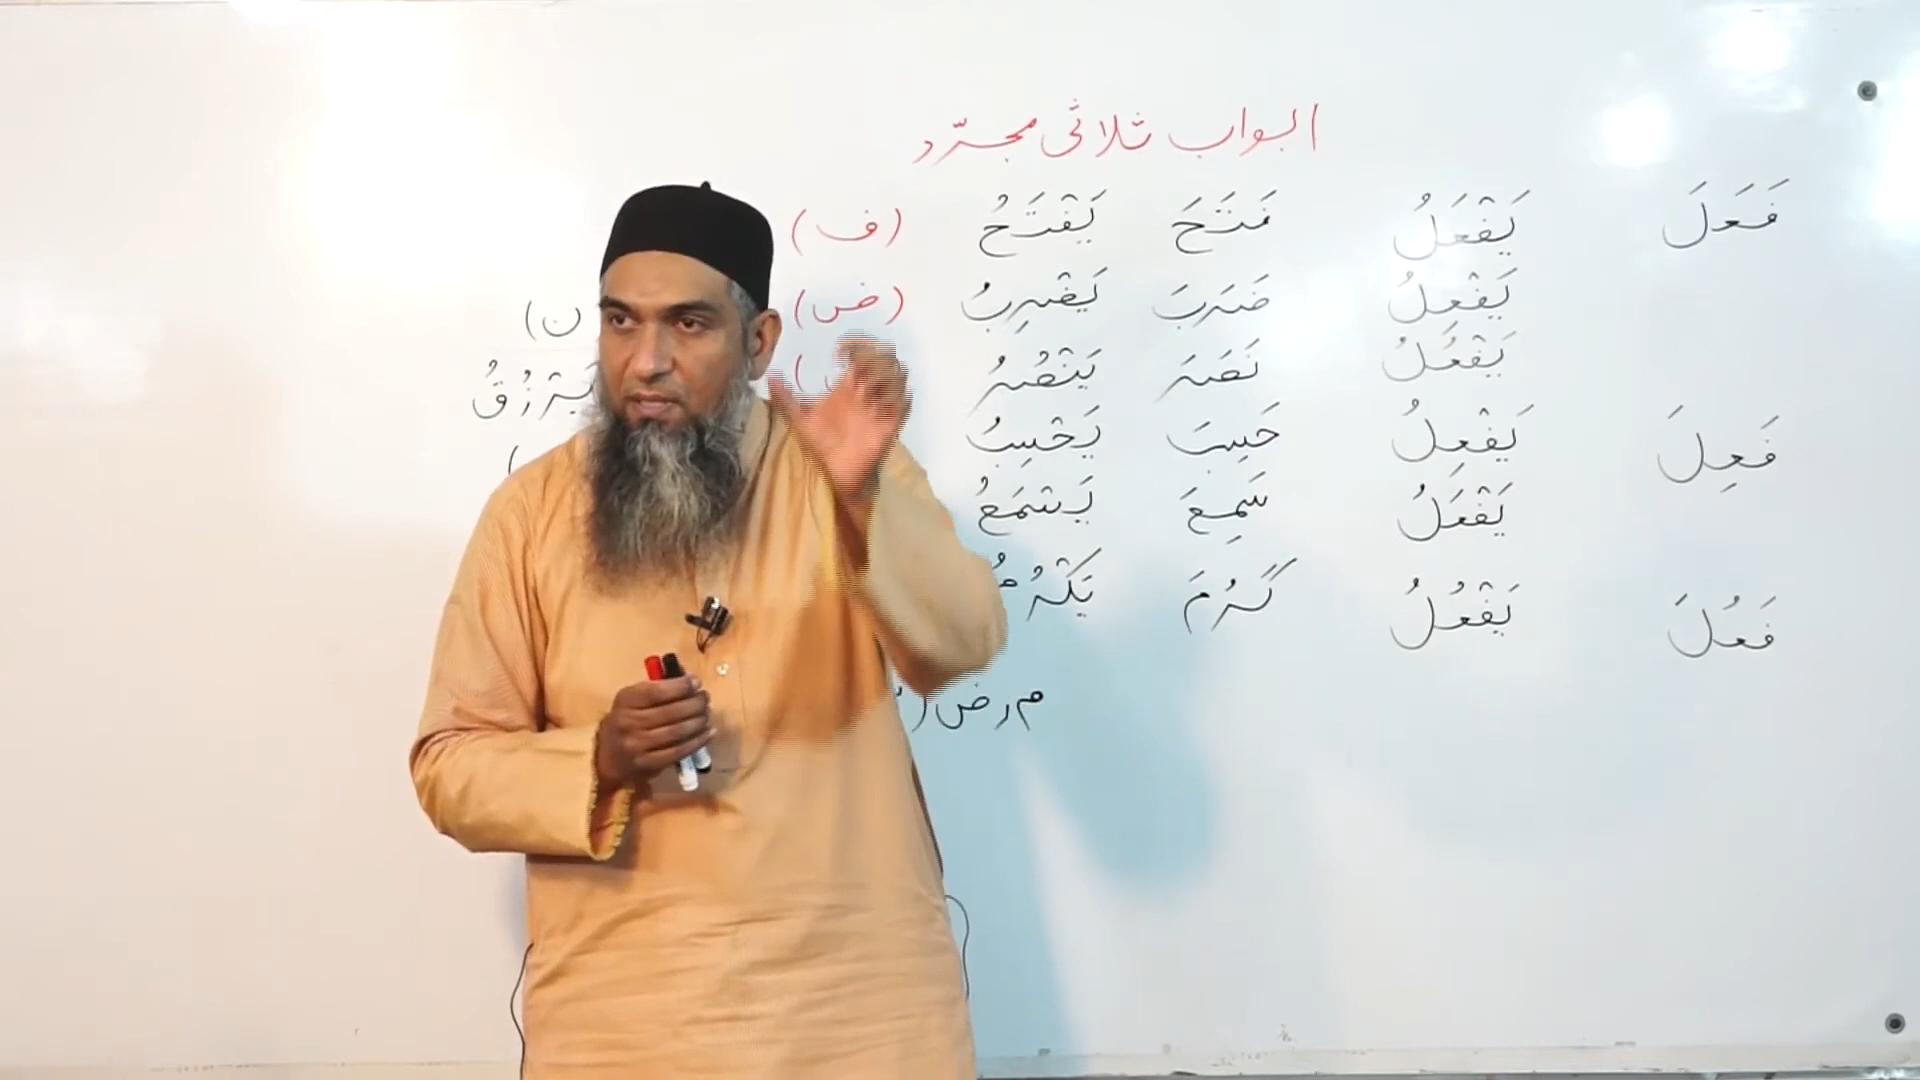 ابواب ثلاثی مجرّد
فَعَلَ يَفْعَلُ فَتَحَ يَفْتَحُ (ف)
يَفْعِلُ ضَرَبَ يَضْرِبُ (ض) ن)
يَفْعُلُ نَصَرَ يَنْصُرُ يَرْزُقُ
فَعِلَ يَفْعِلُ حَسِبَ يَحْسِبُ
يَفْعَلُ سَمِعَ يَسْمَعُ
فَعُلَ يَفْعُلُ كَرُمَ يَكْرُمُ
م ر ض (